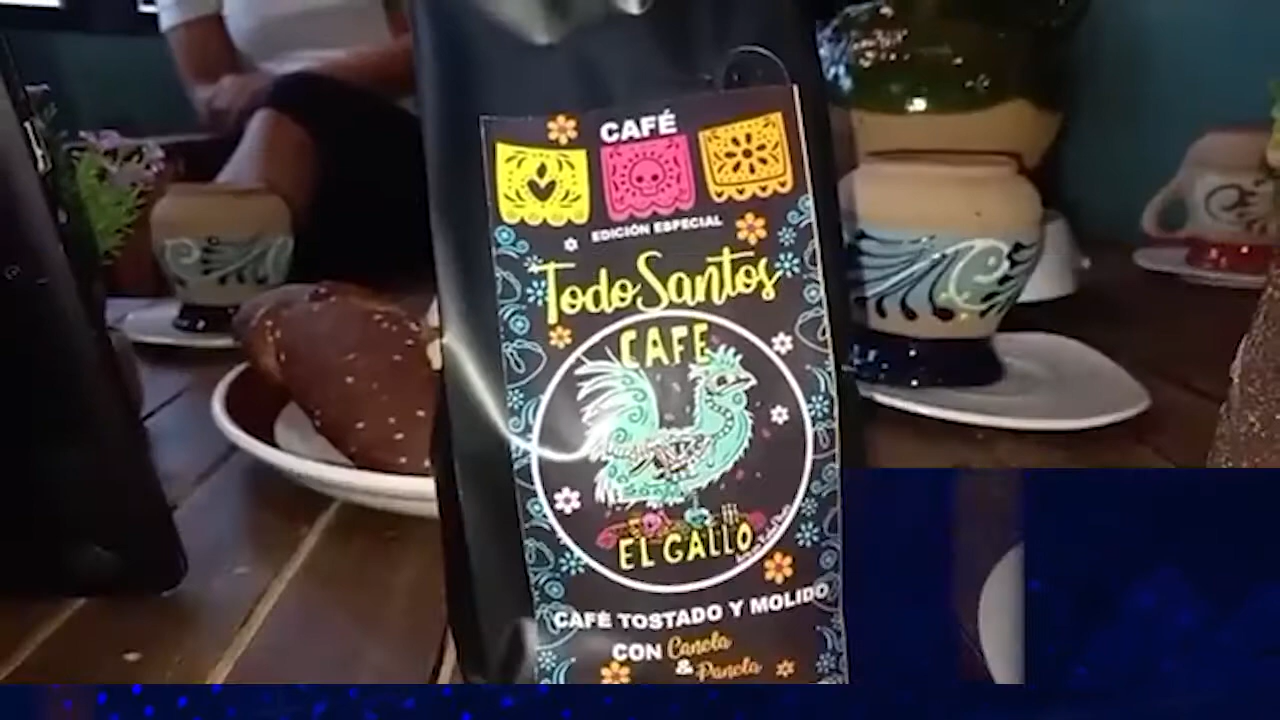 CAFÉ
EDICIÓN ESPECIAL
Todo Santos
CAFE
EL GALLO
CAFÉ TOSTADO Y MOLIDO
CON Canela
& Panela